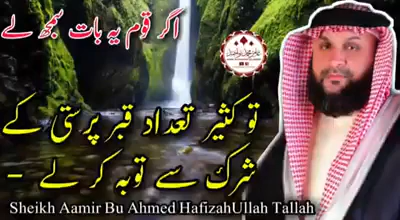 اگر قوم یہ بات سمجھ لے
تو کثیر تعداد قبر پرستی کے
شرک سے توبہ کر لے -
Sheikh Aamir Bu Ahmed HafizahUllah Tallah